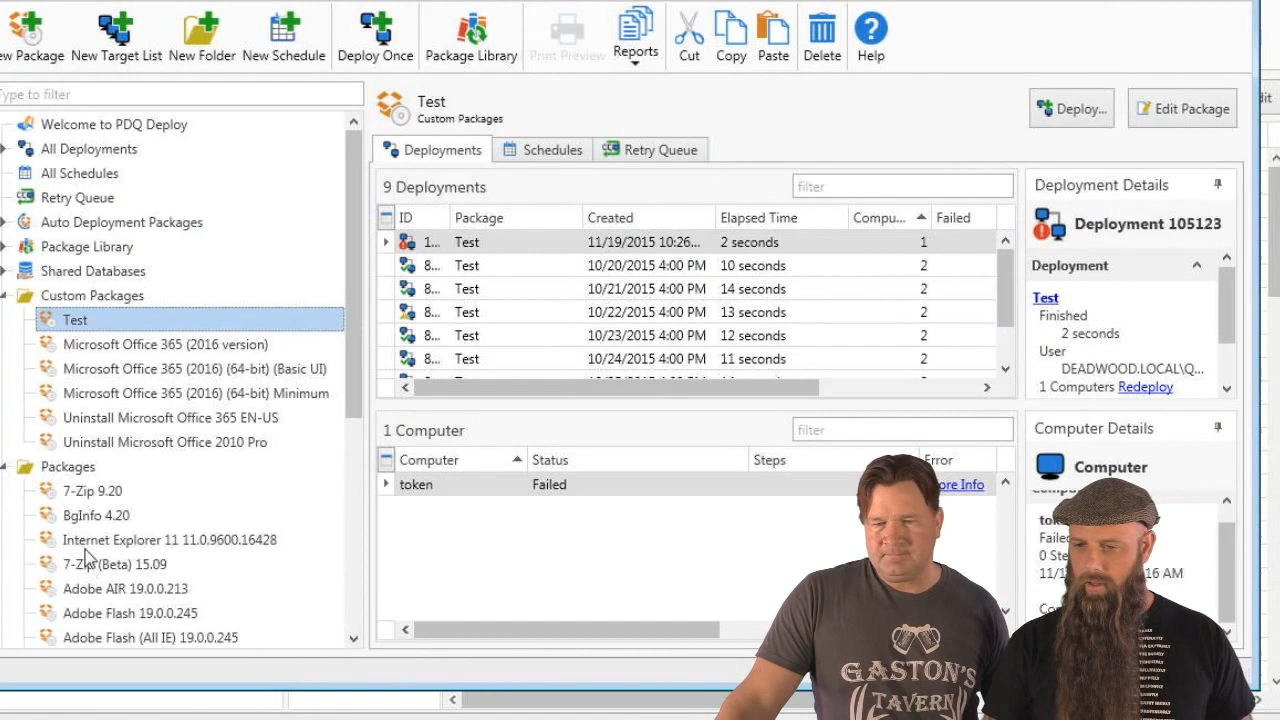 ew Package New Target List New Folder New Schedule Deploy Once Package Library Print Preview Reports Cut Copy Paste Delete Help
Type to filter
Welcome to PDQ Deploy
All Deployments
All Schedules
Retry Queue
Auto Deployment Packages
Package Library
Shared Databases
Custom Packages
Test
Microsoft Office 365 (2016 version)
Microsoft Office 365 (2016) (64-bit) (Basic UI)
Microsoft Office 365 (2016) (64-bit) Minimum
Uninstall Microsoft Office 365 EN-US
Uninstall Microsoft Office 2010 Pro
Packages
7-Zip 9.20
BgInfo 4.20
Internet Explorer 11 11.0.9600.16428
7-Zip (Beta) 15.09
Adobe AIR 19.0.0.213
Adobe Flash 19.0.0.245
Adobe Flash (All IE) 19.0.0.245
Test
Custom Packages
Deploy... Edit Package
Deployments Schedules Retry Queue
9 Deployments filter
ID Package Created Elapsed Time Compu... Failed
1... Test 11/19/2015 10:26... 2 seconds 1
8... Test 10/20/2015 4:00 PM 10 seconds 2
8... Test 10/21/2015 4:00 PM 14 seconds 2
8... Test 10/22/2015 4:00 PM 13 seconds 2
8... Test 10/23/2015 4:00 PM 12 seconds 2
8... Test 10/24/2015 4:00 PM 11 seconds 2
1 Computer filter
Computer Status Steps Error
token Failed ore Info
Deployment Details
Deployment 105123
Deployment
Test
Finished
2 seconds
User
DEADWOOD.LOCAL\Q...
1 Computers Redeploy
Computer Details
Computer
Failed
0 Ste
16 AM
GASTON'S
TAVERN